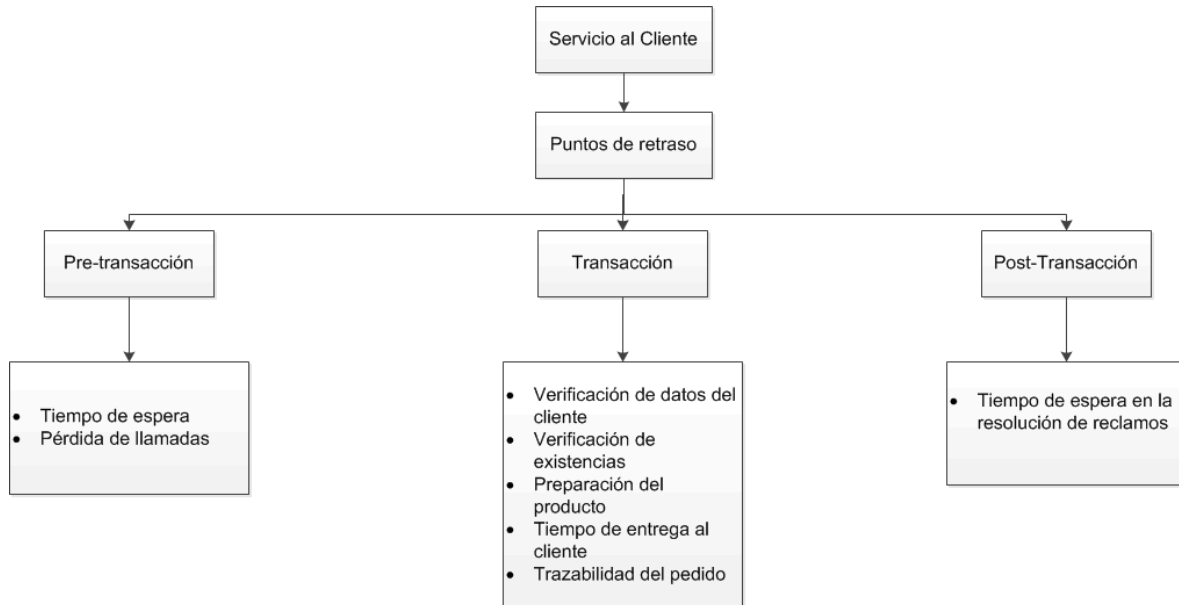 Servicio al Cliente
Puntos de retraso
Pre-transacción
Transacción
Post-Transacción
• Tiempo de espera
• Pérdida de llamadas
• Verificación de datos del
cliente
• Verificación de
existencias
• Preparación del
producto
• Tiempo de entrega al
cliente
• Trazabilidad del pedido
• Tiempo de espera en la
resolución de reclamos